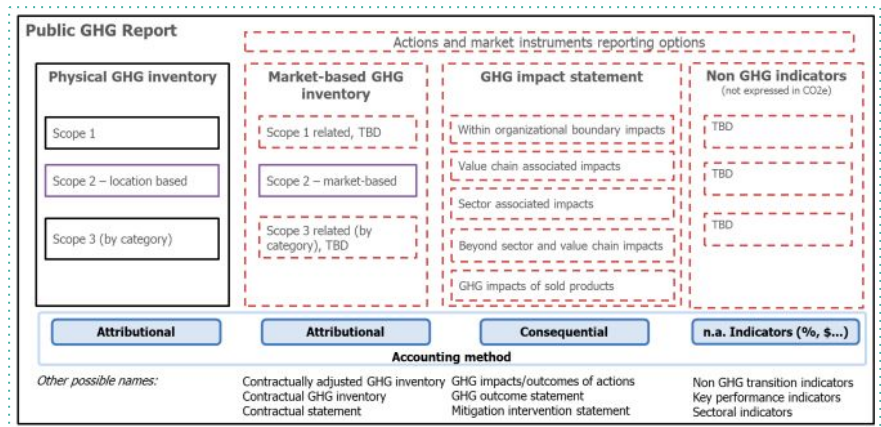 Public GHG Report
Actions and market instruments reporting options
Physical GHG inventory
Scope 1
Scope 2 – location based
Scope 3 (by category)
Market-based GHG
inventory
Scope 1 related, TBD
Scope 2 – market-based
Scope 3 related (by
category), TBD
GHG impact statement
Within organizational boundary impacts
Value chain associated impacts
Sector associated impacts
Beyond sector and value chain impacts
GHG impacts of sold products
Non GHG indicators
(not expressed in CO2e)
TBD
TBD
TBD
Attributional
Attributional
Consequential
n.a. Indicators (%, $...)
Accounting method
Other possible names:
Contractually adjusted GHG inventory
Contractual GHG inventory
Contractual statement
GHG impacts/outcomes of actions
GHG outcome statement
Mitigation intervention statement
Non GHG transition indicators
Key performance indicators
Sectoral indicators